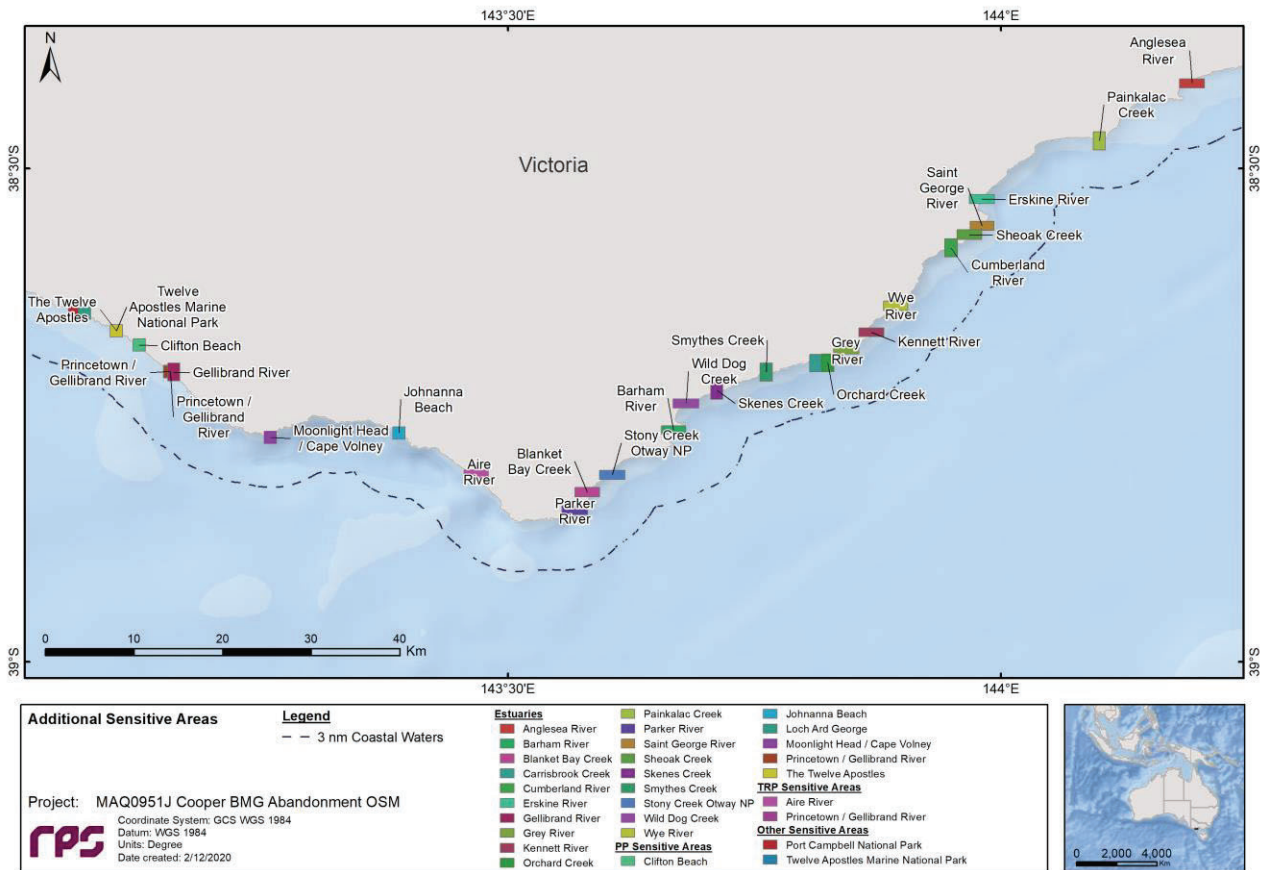 143°30'E
144°E
N
Anglesea
River
Painkalac
Creek
38°30'S
38°30'S
Victoria
Saint
George
River
Erskine River
Sheoak Creek
Cumberland
River
Twelve
Apostles Marine
National Park
The Twelve
Apostles
Clifton Beach
Princetown /
Gellibrand River
Gellibrand River
Princetown /
Gellibrand
River
Moonlight Head
/ Cape Volney
Johnanna
Beach
Wye
River
Kennett River
Grey
River
Orchard Creek
Smythes Creek
Wild Dog
Creek
Skenes Creek
Barham
River
Stony Creek
Otway NP
Blanket
Bay Creek
Aire
River
Parker
River
0 10 20 30 40
Km
39°S
39°S
143°30'E
144°E
Additional Sensitive Areas
Legend
3 nm Coastal Waters
Project: MAQ0951J Cooper BMG Abandonment OSM
rps
Coordinate System: GCS WGS 1984
Datum: WGS 1984
Units: Degree
Date created: 2/12/2020
Estuaries
Anglesea River
Barham River
Blanket Bay Creek
Carrisbrook Creek
Cumberland River
Erskine River
Gellibrand River
Grey River
Kennett River
Orchard Creek
Painkalac Creek
Parker River
Saint George River
Sheoak Creek
Skenes Creek
Smythes Creek
Stony Creek Otway NP
Wild Dog Creek
Wye River
PP Sensitive Areas
Clifton Beach
Johnanna Beach
Loch Ard George
Moonlight Head / Cape Volney
Princetown / Gellibrand River
The Twelve Apostles
TRP Sensitive Areas
Aire River
Princetown / Gellibrand River
Other Sensitive Areas
Port Campbell National Park
Twelve Apostles Marine National Park
0 2,000 4,000
Km